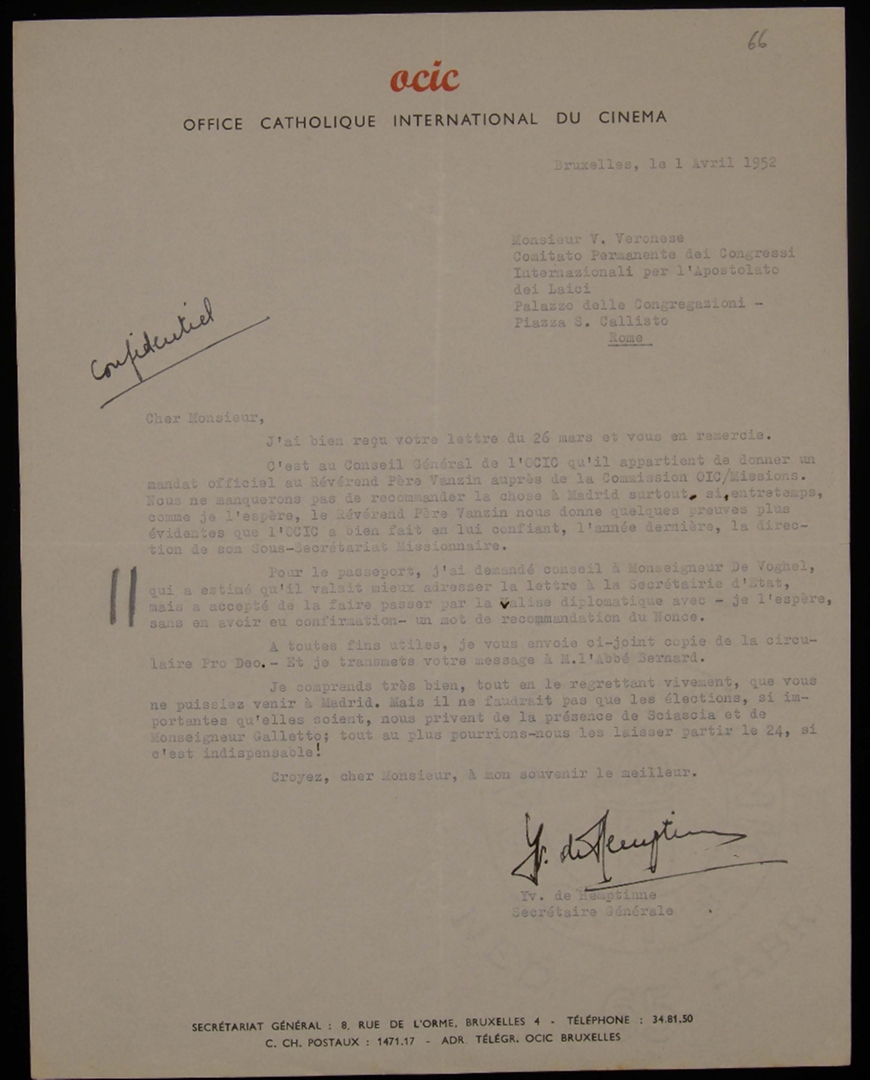 66
ocic
OFFICE CATHOLIQUE INTERNATIONAL DU CINEMA
Bruxelles, le 1 Avril 1952
Monsieur V. Veronese
Comitato Permanente dei Congressi
Internazionali per l'Apostolato
dei Laici
Palazzo delle Congregazioni -
Piazza S. Callisto
Rome
Confidentiel
Cher Monsieur,
J'ai bien reçu votre lettre du 26 mars et vous en remercie.
C'est au Conseil Général de l'OCIC qu'il appartient de donner un
mandat officiel au Révérend Père Vanzin auprès de la Commission OIC/Missions.
Nous ne manquerons pas de recommander la chose à Madrid surtout, si, entretemps,
comme je l'espère, le Révérend Père Vanzin nous donne quelques preuves plus
évidentes que l'OCIC a bien fait en lui confiant, l'année dernière, la direc-
tion de son Sous-Secrétariat Missionnaire.
Pour le passeport, j'ai demandé conseil à Monseigneur De Voghel,
qui a estimé qu'il valait mieux adresser la lettre à la Secrétairie d'Etat,
mais a accepté de la faire passer par la valise diplomatique avec - je l'espère,
sans en avoir eu confirmation- un mot de recommandation du Nonce.
A toutes fins utiles, je vous envoie ci-joint copie de la circu-
laire Pro Deo.- Et je transmets votre message à M.l'Abbé Bernard.
Je comprends très bien, tout en le regrettant vivement, que vous
ne puissiez venir à Madrid. Mais il ne faudrait pas que les élections, si im-
portantes qu'elles soient, nous privent de la présence de Sciascia et de
Monseigneur Galletto; tout au plus pourrions-nous les laisser partir le 24, si
c'est indispensable!
Croyez, cher Monsieur, à mon souvenir le meilleur.
Y. de Hemptinne
Yv. de Hemptinne
Secrétaire Générale
SECRÉTARIAT GÉNÉRAL : 8, RUE DE L'ORME, BRUXELLES 4 - TÉLÉPHONE : 34.81.50
C. CH. POSTAUX : 1471.17 - ADR. TÉLÉGR. OCIC BRUXELLES